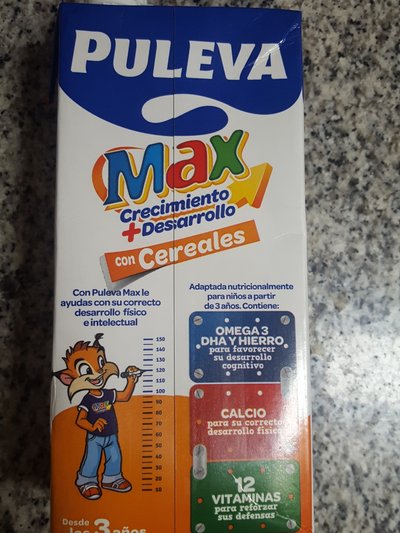 PULEVA
Max
Crecimiento
+Desarrollo
con Cereales
Con Puleva Max le
ayudas con su correcto
desarrollo físico
e intelectual
Adaptada nutricionalmente
para niños a partir
de 3 años. Contiene:
OMEGA 3
DHA Y HIERRO
para favorecer
su desarrollo
cognitivo
CALCIO
para su correcto
desarrollo físico
12
VITAMINAS
para reforzar
sus defensas
150
140
130
120
110
100
90
80
70
60
50
Desde
los 3 años